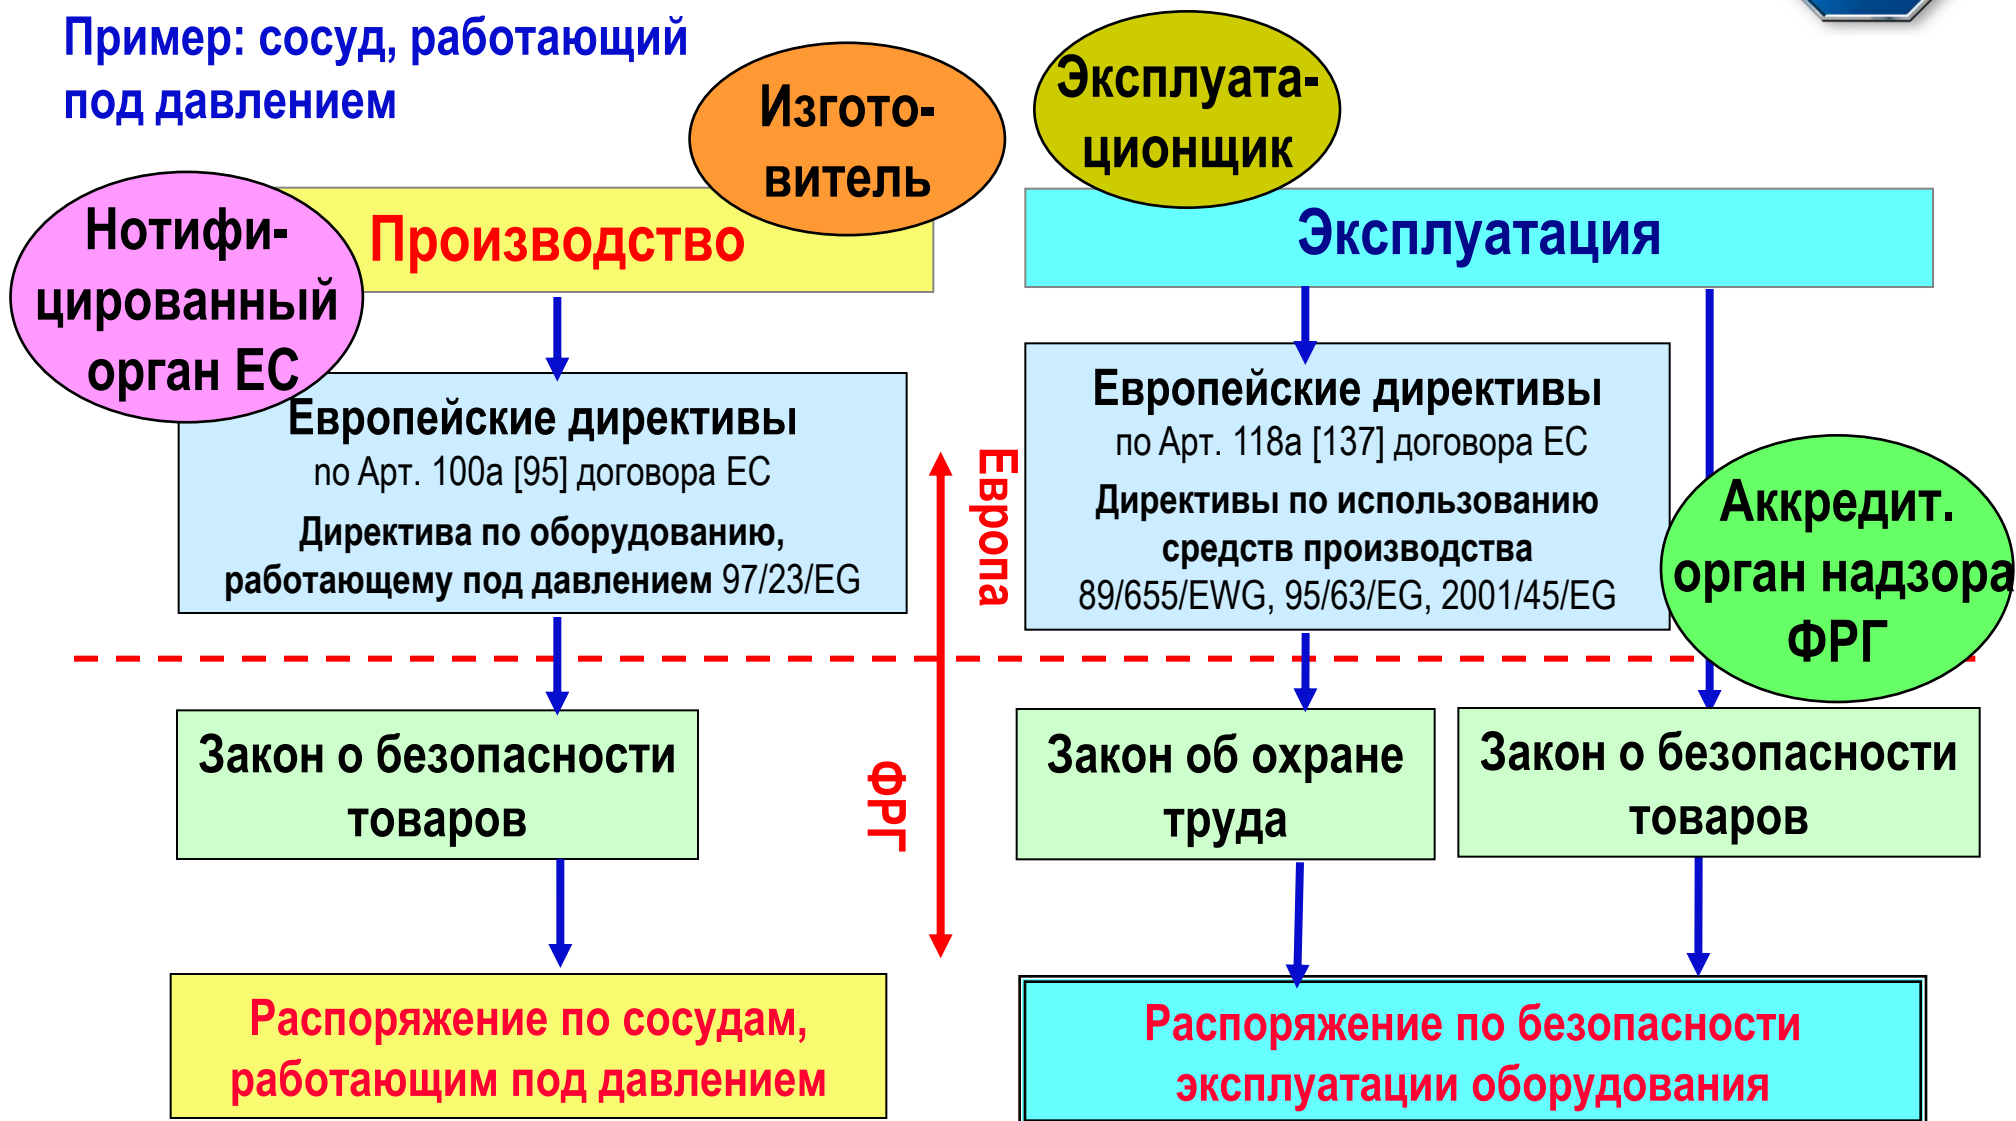 Пример: сосуд, работающий
под давлением
Изгото-
витель
Эксплуата-
ционщик
Нотифи-
цированный
орган ЕС
Производство
Эксплуатация
Европейские директивы
по Арт. 100a [95] договора ЕС
Директива по оборудованию,
работающему под давлением 97/23/EG
Европа
Европейские директивы
по Арт. 118a [137] договора ЕС
Директивы по использованию
средств производства
89/655/EWG, 95/63/EG, 2001/45/EG
Аккредит.
орган надзора
ФРГ
Закон о безопасности
товаров
ФРГ
Закон об охране
труда
Закон о безопасности
товаров
Распоряжение по сосудам,
работающим под давлением
Распоряжение по безопасности
эксплуатации оборудования